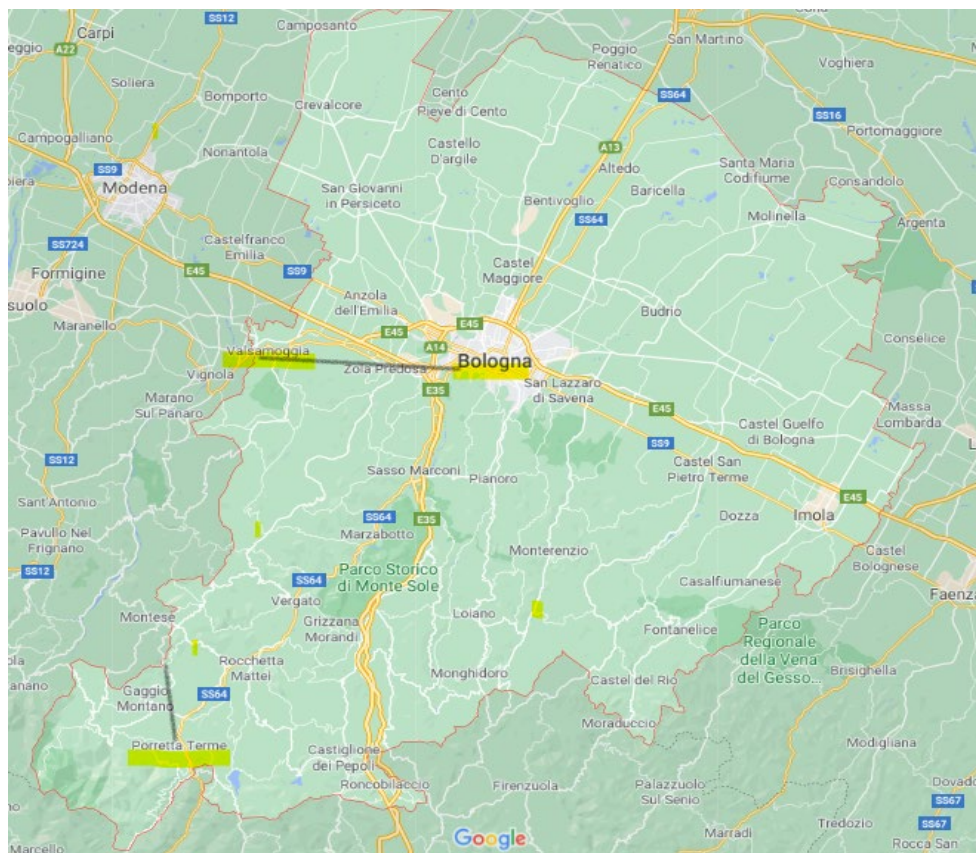 SS12
Camposanto
Carpi
eggio
A22
San Martino
Poggio
Renatico
Voghiera
Soliera
Bomporto
Cento
Pieve di Cento
Crevalcore
SS64
SS16
Campogalliano
Castello
D'argile
A13
Portomaggiore
Nonantola
SS9
Altedo
Santa Maria
Codifiume
Modena
Consandolo
San Giovanni
in Persiceto
Baricella
Bentivoglio
SS64
Molinella
Argenta
SS724
Castelfranco
Emilia
Formigine
E45
SS9
Castel
Maggiore
suolo
Anzola
dell'Emilia
Budrio
Maranello
E45
E45
Conselice
Valsamoggia
A14
Bologna
Zola Predosa
Vignola
E35
San Lazzaro
di Savena
Marano
Sul Panaro
E45
Massa
Lombarda
Castel Guelfo
di Bologna
SS9
SS12
Castel San
Pietro Terme
Sasso Marconi
Pianoro
Sant'Antonio
E45
SS64
E35
Dozza
Imola
Pavullo Nel
Frignano
Marzabotto
Monterenzio
Castel
Bolognese
SS12
Parco Storico
di Monte Sole
SS64
Casalfiumanese
Faenza
Vergato
Montese
Grizzana
Morandi
Loiano
Fontanelice
Parco
Regionale
della Vena
del Gesso...
Rocchetta
Mattei
Brisighella
Monghidoro
Castel del Rio
Gaggio
Montano
SS64
Moraduccio
Porretta Terme
Castiglione
dei Pepoli
Modigliana
Roncobilaccio
Firenzuola
Palazzuolo
Sul Senio
SS67
Marradi
Tredozio
SS67
Google
Rocca San